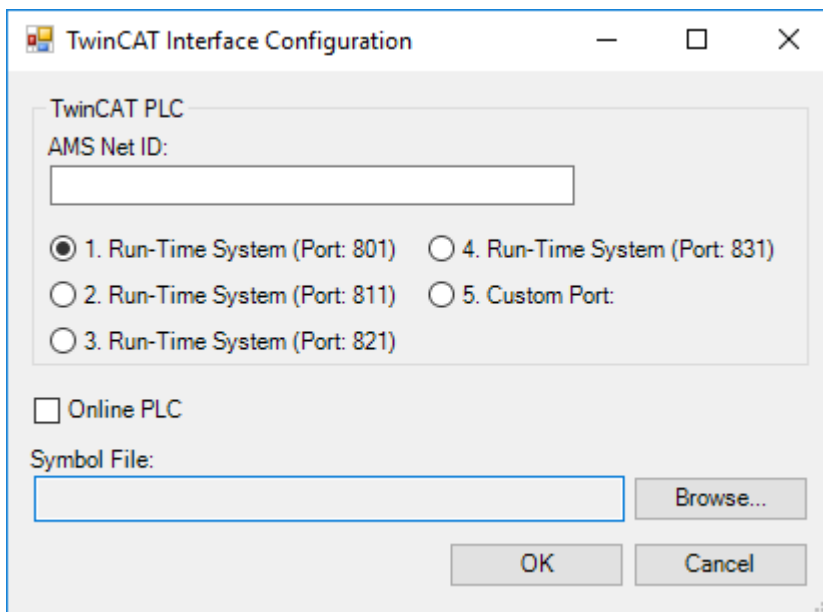 TwinCAT Interface Configuration
TwinCAT PLC
AMS Net ID:
1. Run-Time System (Port: 801)
4. Run-Time System (Port: 831)
2. Run-Time System (Port: 811)
5. Custom Port:
3. Run-Time System (Port: 821)
Online PLC
Symbol File:
Browse...
OK
Cancel